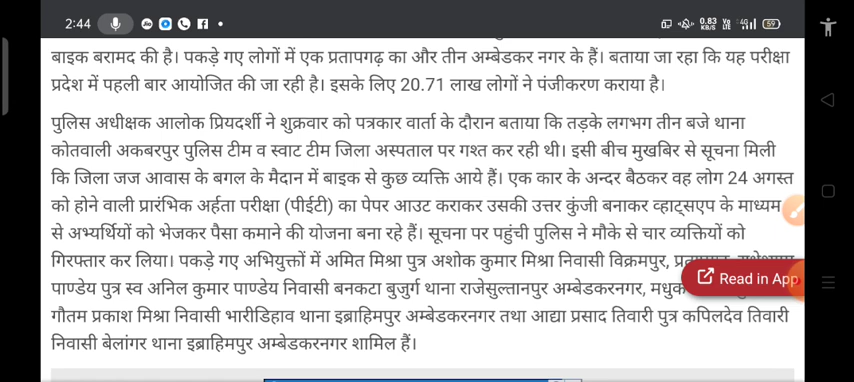 2:44
0.83 KB/S
Vo LTE
4G
59
बाइक बरामद की है। पकड़े गए लोगों में एक प्रतापगढ़ का और तीन अम्बेडकर नगर के हैं। बताया जा रहा कि यह परीक्षा
प्रदेश में पहली बार आयोजित की जा रही है। इसके लिए 20.71 लाख लोगों ने पंजीकरण कराया है।
पुलिस अधीक्षक आलोक प्रियदर्शी ने शुक्रवार को पत्रकार वार्ता के दौरान बताया कि तड़के लगभग तीन बजे थाना
कोतवाली अकबरपुर पुलिस टीम व स्वाट टीम जिला अस्पताल पर गश्त कर रही थी। इसी बीच मुखबिर से सूचना मिली
कि जिला जज आवास के बगल के मैदान में बाइक से कुछ व्यक्ति आये हैं। एक कार के अन्दर बैठकर वह लोग 24 अगस्त
को होने वाली प्रारंभिक अर्हता परीक्षा (पीईटी) का पेपर आउट कराकर उसकी उत्तर कुंजी बनाकर व्हाट्सएप के माध्यम
से अभ्यर्थियों को भेजकर पैसा कमाने की योजना बना रहे हैं। सूचना पर पहुंची पुलिस ने मौके से चार व्यक्तियों को
गिरफ्तार कर लिया। पकड़े गए अभियुक्तों में अमित मिश्रा पुत्र अशोक कुमार मिश्रा निवासी विक्रमपुर,
Read in App
पाण्डेय पुत्र स्व अनिल कुमार पाण्डेय निवासी बनकटा बुजुर्ग थाना राजेसुल्तानपुर अम्बेडकरनगर,
गौतम प्रकाश मिश्रा निवासी भारीडिहाव थाना इब्राहिमपुर अम्बेडकरनगर तथा आद्या प्रसाद तिवारी पुत्र कपिलदेव तिवारी
निवासी बेलांगर थाना इब्राहिमपुर अम्बेडकरनगर शामिल हैं।